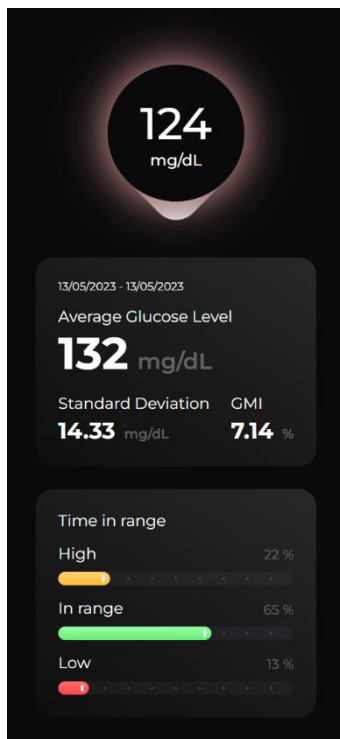 124
mg/dL
13/05/2023 - 13/05/2023
Average Glucose Level
132 mg/dL
Standard Deviation GMI
14.33 mg/dL 7.14 %
Time in range
High 22 %
In range 65 %
Low 13 %